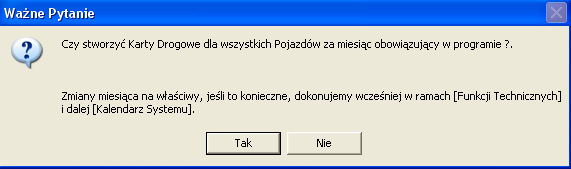 Ważne Pytanie
Czy stworzyć Karty Drogowe dla wszystkich Pojazdów za miesiąc obowiązujący w programie ?.
Zmiany miesiąca na właściwy, jeśli to konieczne, dokonujemy wcześniej w ramach [Funkcji Technicznych]
i dalej [Kalendarz Systemu].
Tak
Nie